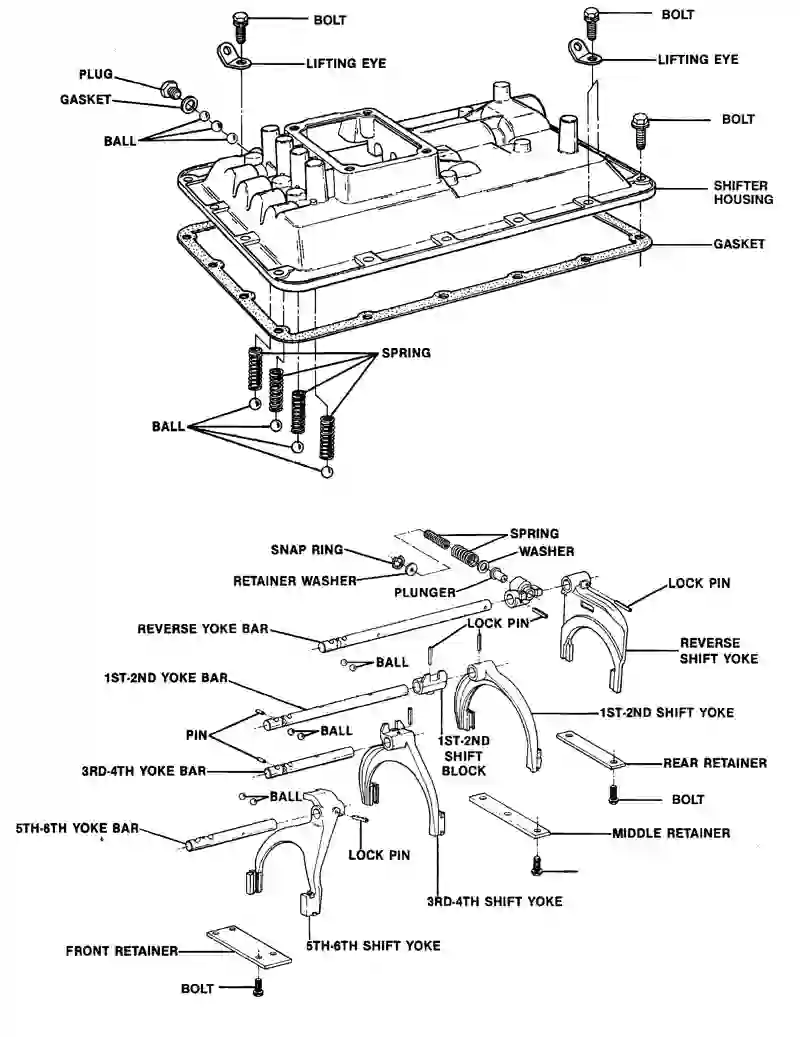 BOLT
BOLT
LIFTING EYE
LIFTING EYE
PLUG
GASKET
BALL
BOLT
SHIFTER
HOUSING
GASKET
SPRING
BALL
SPRING
SNAP RING
WASHER
RETAINER WASHER
PLUNGER
LOCK PIN
REVERSE YOKE BAR
LOCK PIN
REVERSE
SHIFT YOKE
BALL
1ST-2ND YOKE BAR
1ST-2ND SHIFT YOKE
PIN
BALL
1ST-2ND
SHIFT
BLOCK
3RD-4TH YOKE BAR
REAR RETAINER
BALL
BOLT
5TH-6TH YOKE BAR
MIDDLE RETAINER
LOCK PIN
3RD-4TH SHIFT YOKE
5TH-6TH SHIFT YOKE
FRONT RETAINER
BOLT